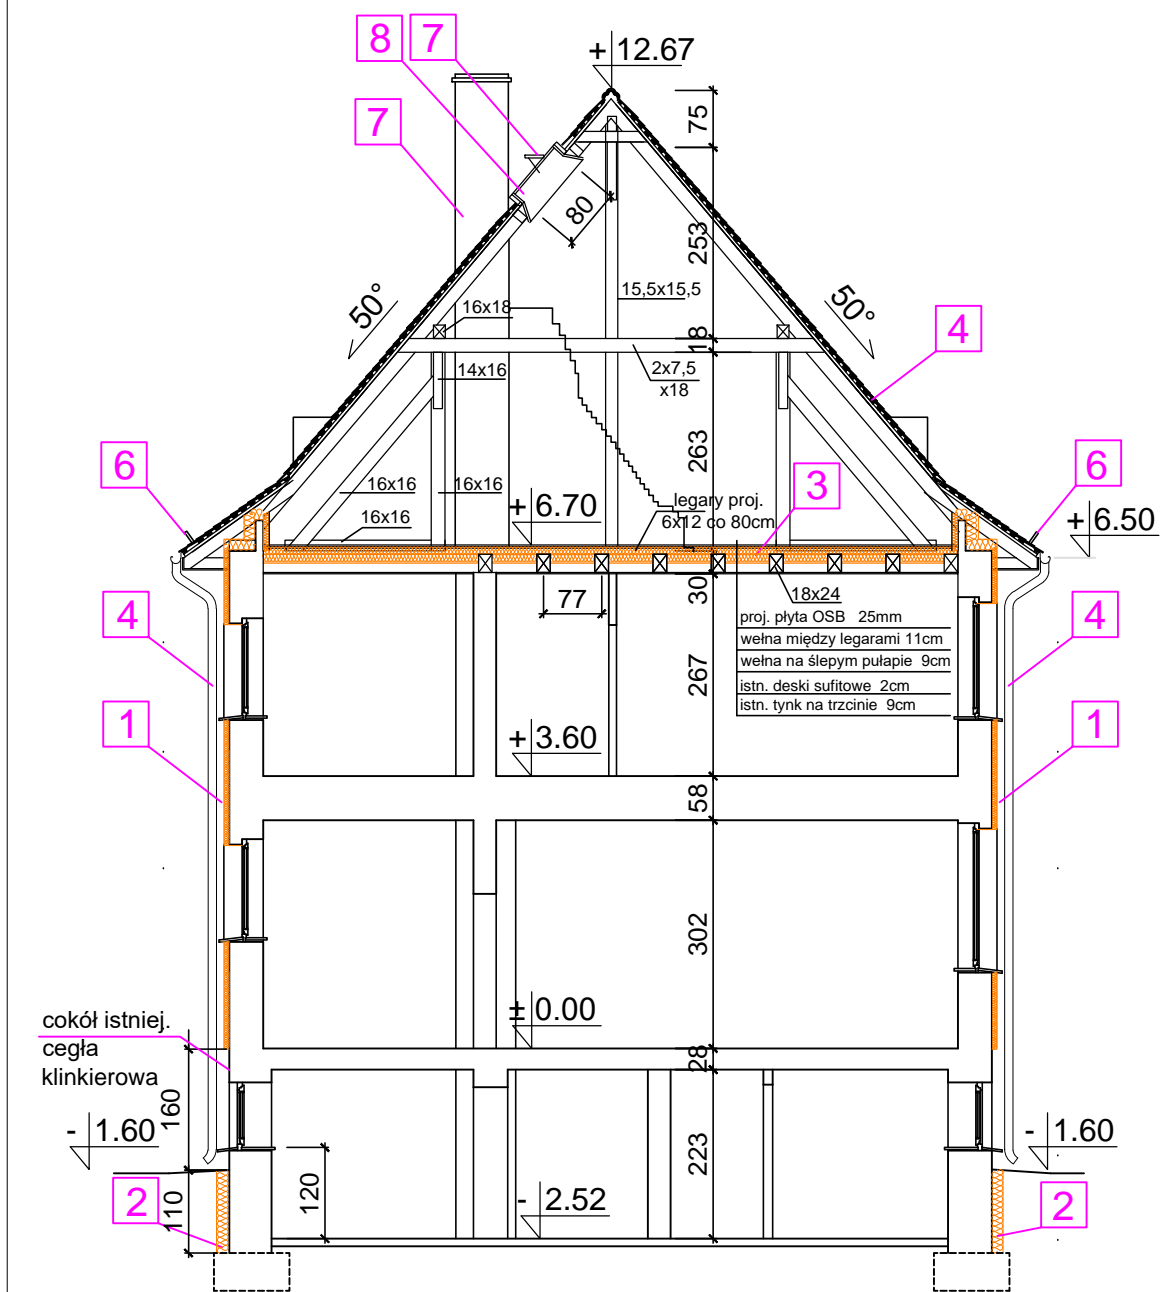 8
7
+ 12.67
7
75
80
253
15,5x15,5
50°
16x18
50°
4
18
14x16
2x7,5
x18
263
6
6
16x16
16x16
3
legary proj.
6x12 co 80cm
+ 6.70
16x16
+ 6.50
30
77
18x24
proj. płyta OSB 25mm
wełna między legarami 11cm
wełna na ślepym pułapie 9cm
istn. deski sufitowe 2cm
istn. tynk na trzcinie 9cm
4
4
267
1
1
+ 3.60
58
302
± 0.00
cokół istniej.
cegła
klinkierowa
28
160
- 1.60
- 1.60
223
120
110
2
- 2.52
2